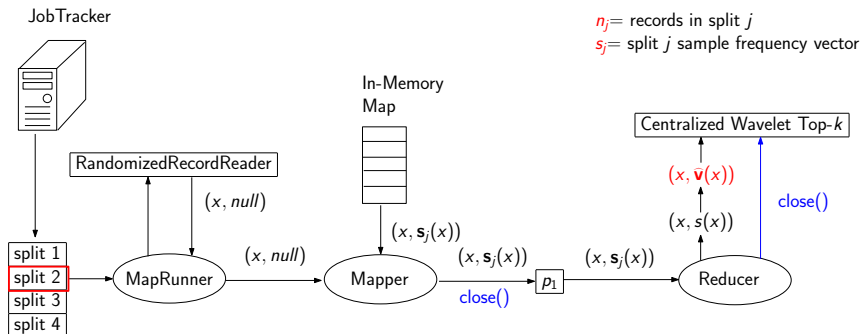 JobTracker
n_j= records in split j
s_j= split j sample frequency vector
In-Memory
Map
Centralized Wavelet Top-k
RandomizedRecordReader
(x, null)
(x, v̂(x))
close()
(x, s_j(x))
(x, s(x))
split 1
split 2
split 3
split 4
MapRunner
(x, null)
Mapper
(x, s_j(x))
close()
p_1
(x, s_j(x))
Reducer